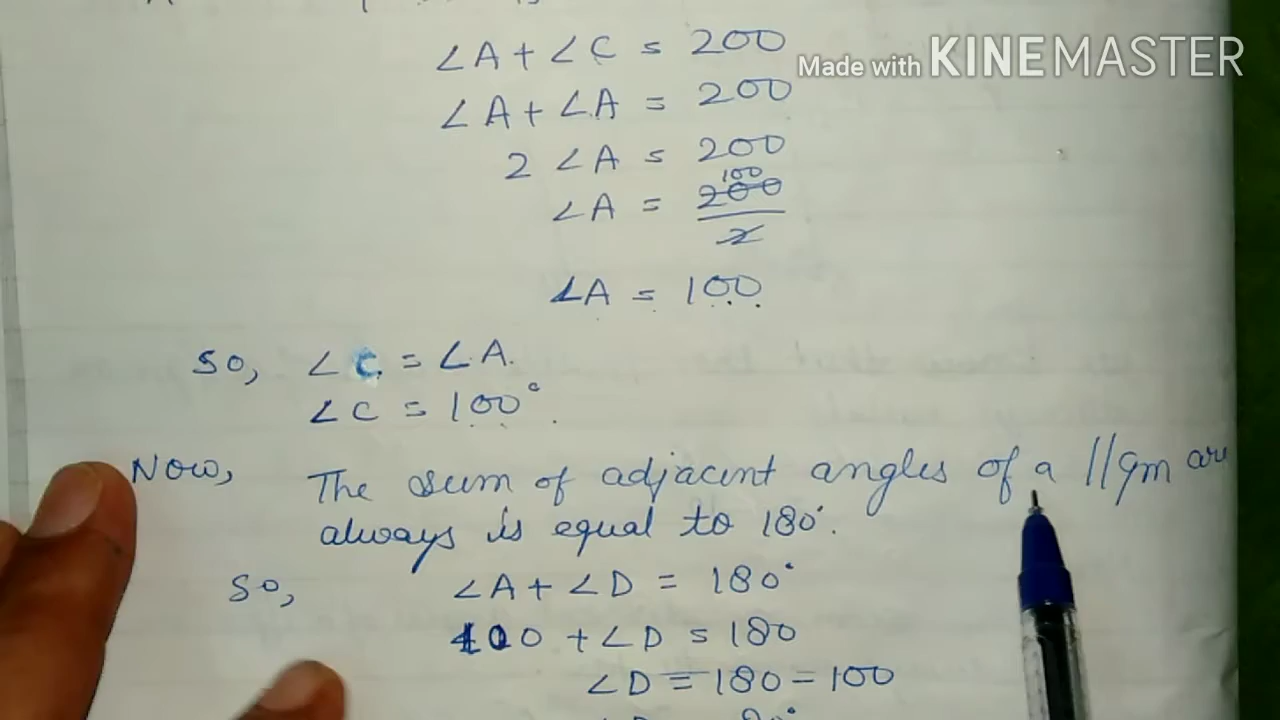 ∠A + ∠C = 200
Made with KINEMASTER
∠A + ∠A = 200
2 ∠A = 200
100
∠A = 200/2
∠A = 100
So, ∠C = ∠A.
∠C = 100°.
Now, The sum of adjacent angles of a //gm are
always is equal to 180°.
So, ∠A + ∠D = 180°
100 + ∠D = 180
∠D = 180 - 100